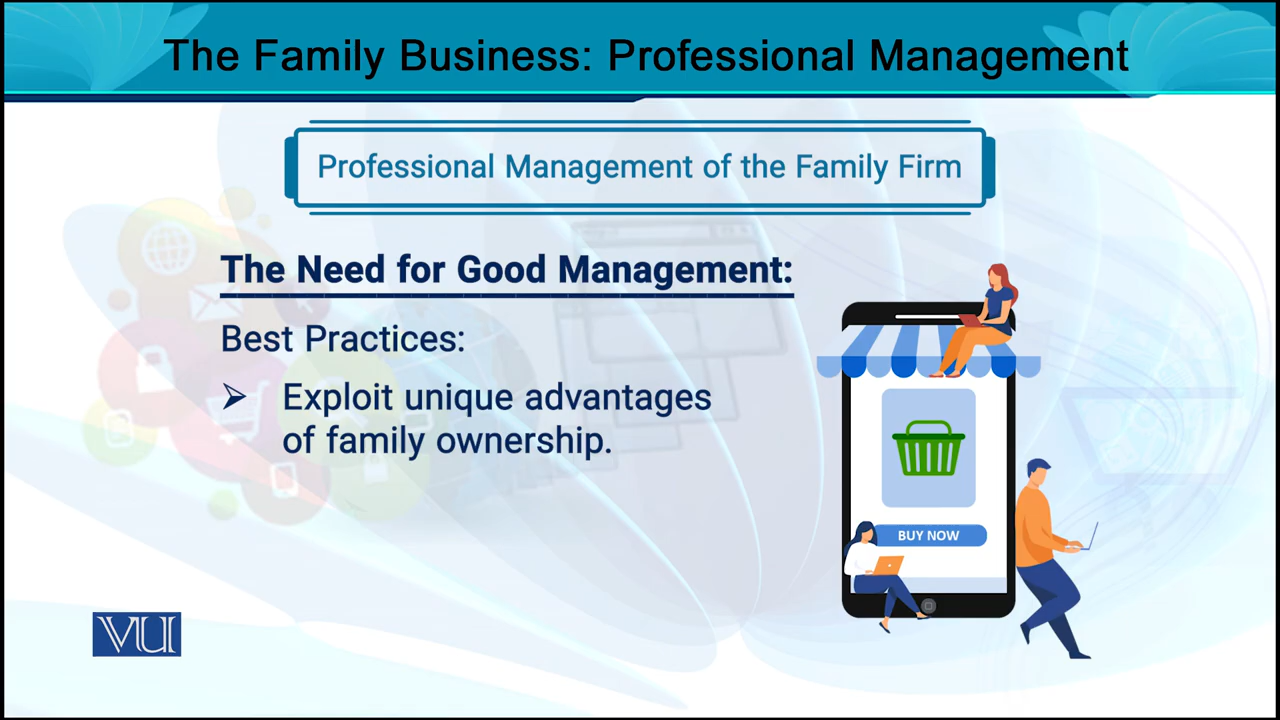 The Family Business: Professional Management
Professional Management of the Family Firm
The Need for Good Management:
Best Practices:
➢ Exploit unique advantages
of family ownership.
BUY NOW
VU